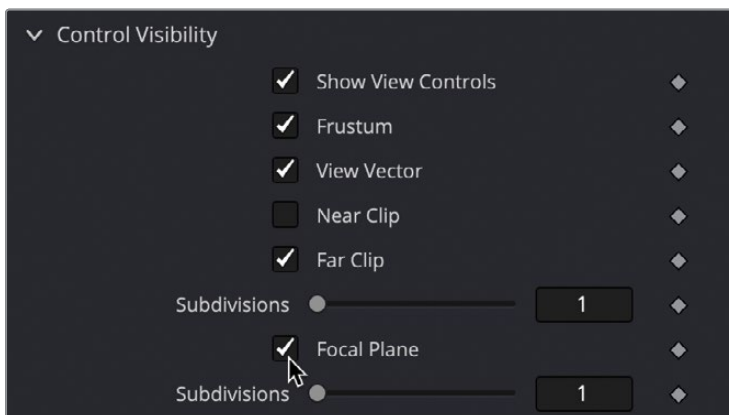 Control Visibility
Show View Controls
Frustum
View Vector
Near Clip
Far Clip
Subdivisions 1
Focal Plane
Subdivisions 1